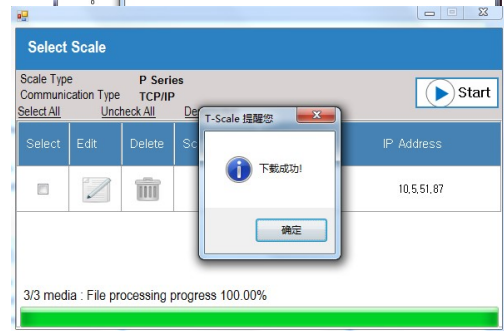 Select Scale
Scale Type P Series
Communication Type TCP/IP
Start
Select All Uncheck All
T-Scale 提醒您
Select Edit Delete IP Address
下载成功!
10,5,51,87
确定
3/3 media : File processing progress 100.00%